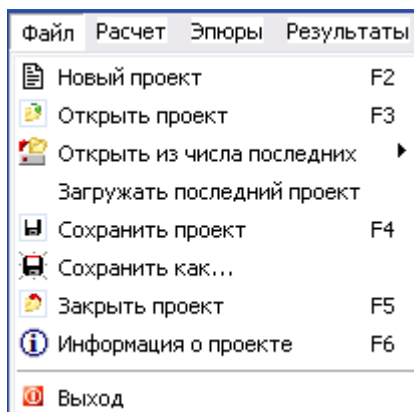 Файл Расчет Эпюры Результаты
Новый проект F2
Открыть проект F3
Открыть из числа последних
Загружать последний проект
Сохранить проект F4
Сохранить как...
Закрыть проект F5
Информация о проекте F6
Выход